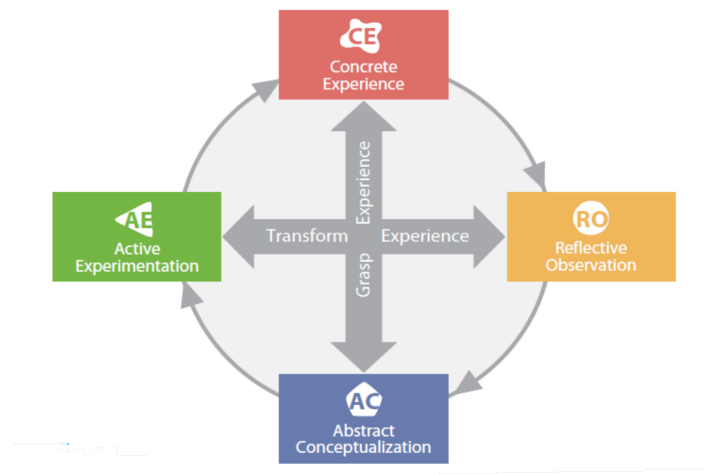 CE
Concrete
Experience
AE
Active
Experimentation
Transform Experience
Grasp Experience
RO
Reflective
Observation
AC
Abstract
Conceptualization